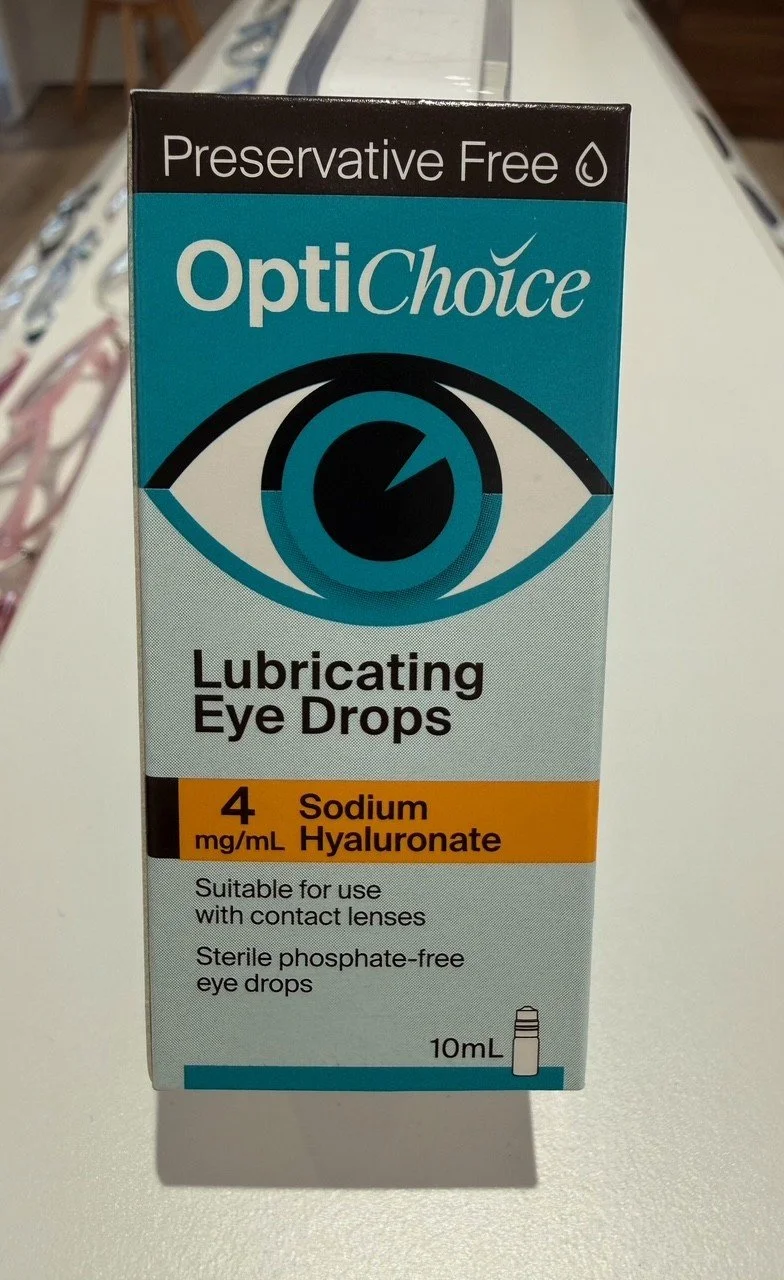 Preservative Free
OptiChoice
Lubricating
Eye Drops
4 mg/mL Sodium
Hyaluronate
Suitable for use
with contact lenses
Sterile phosphate-free
eye drops
10mL